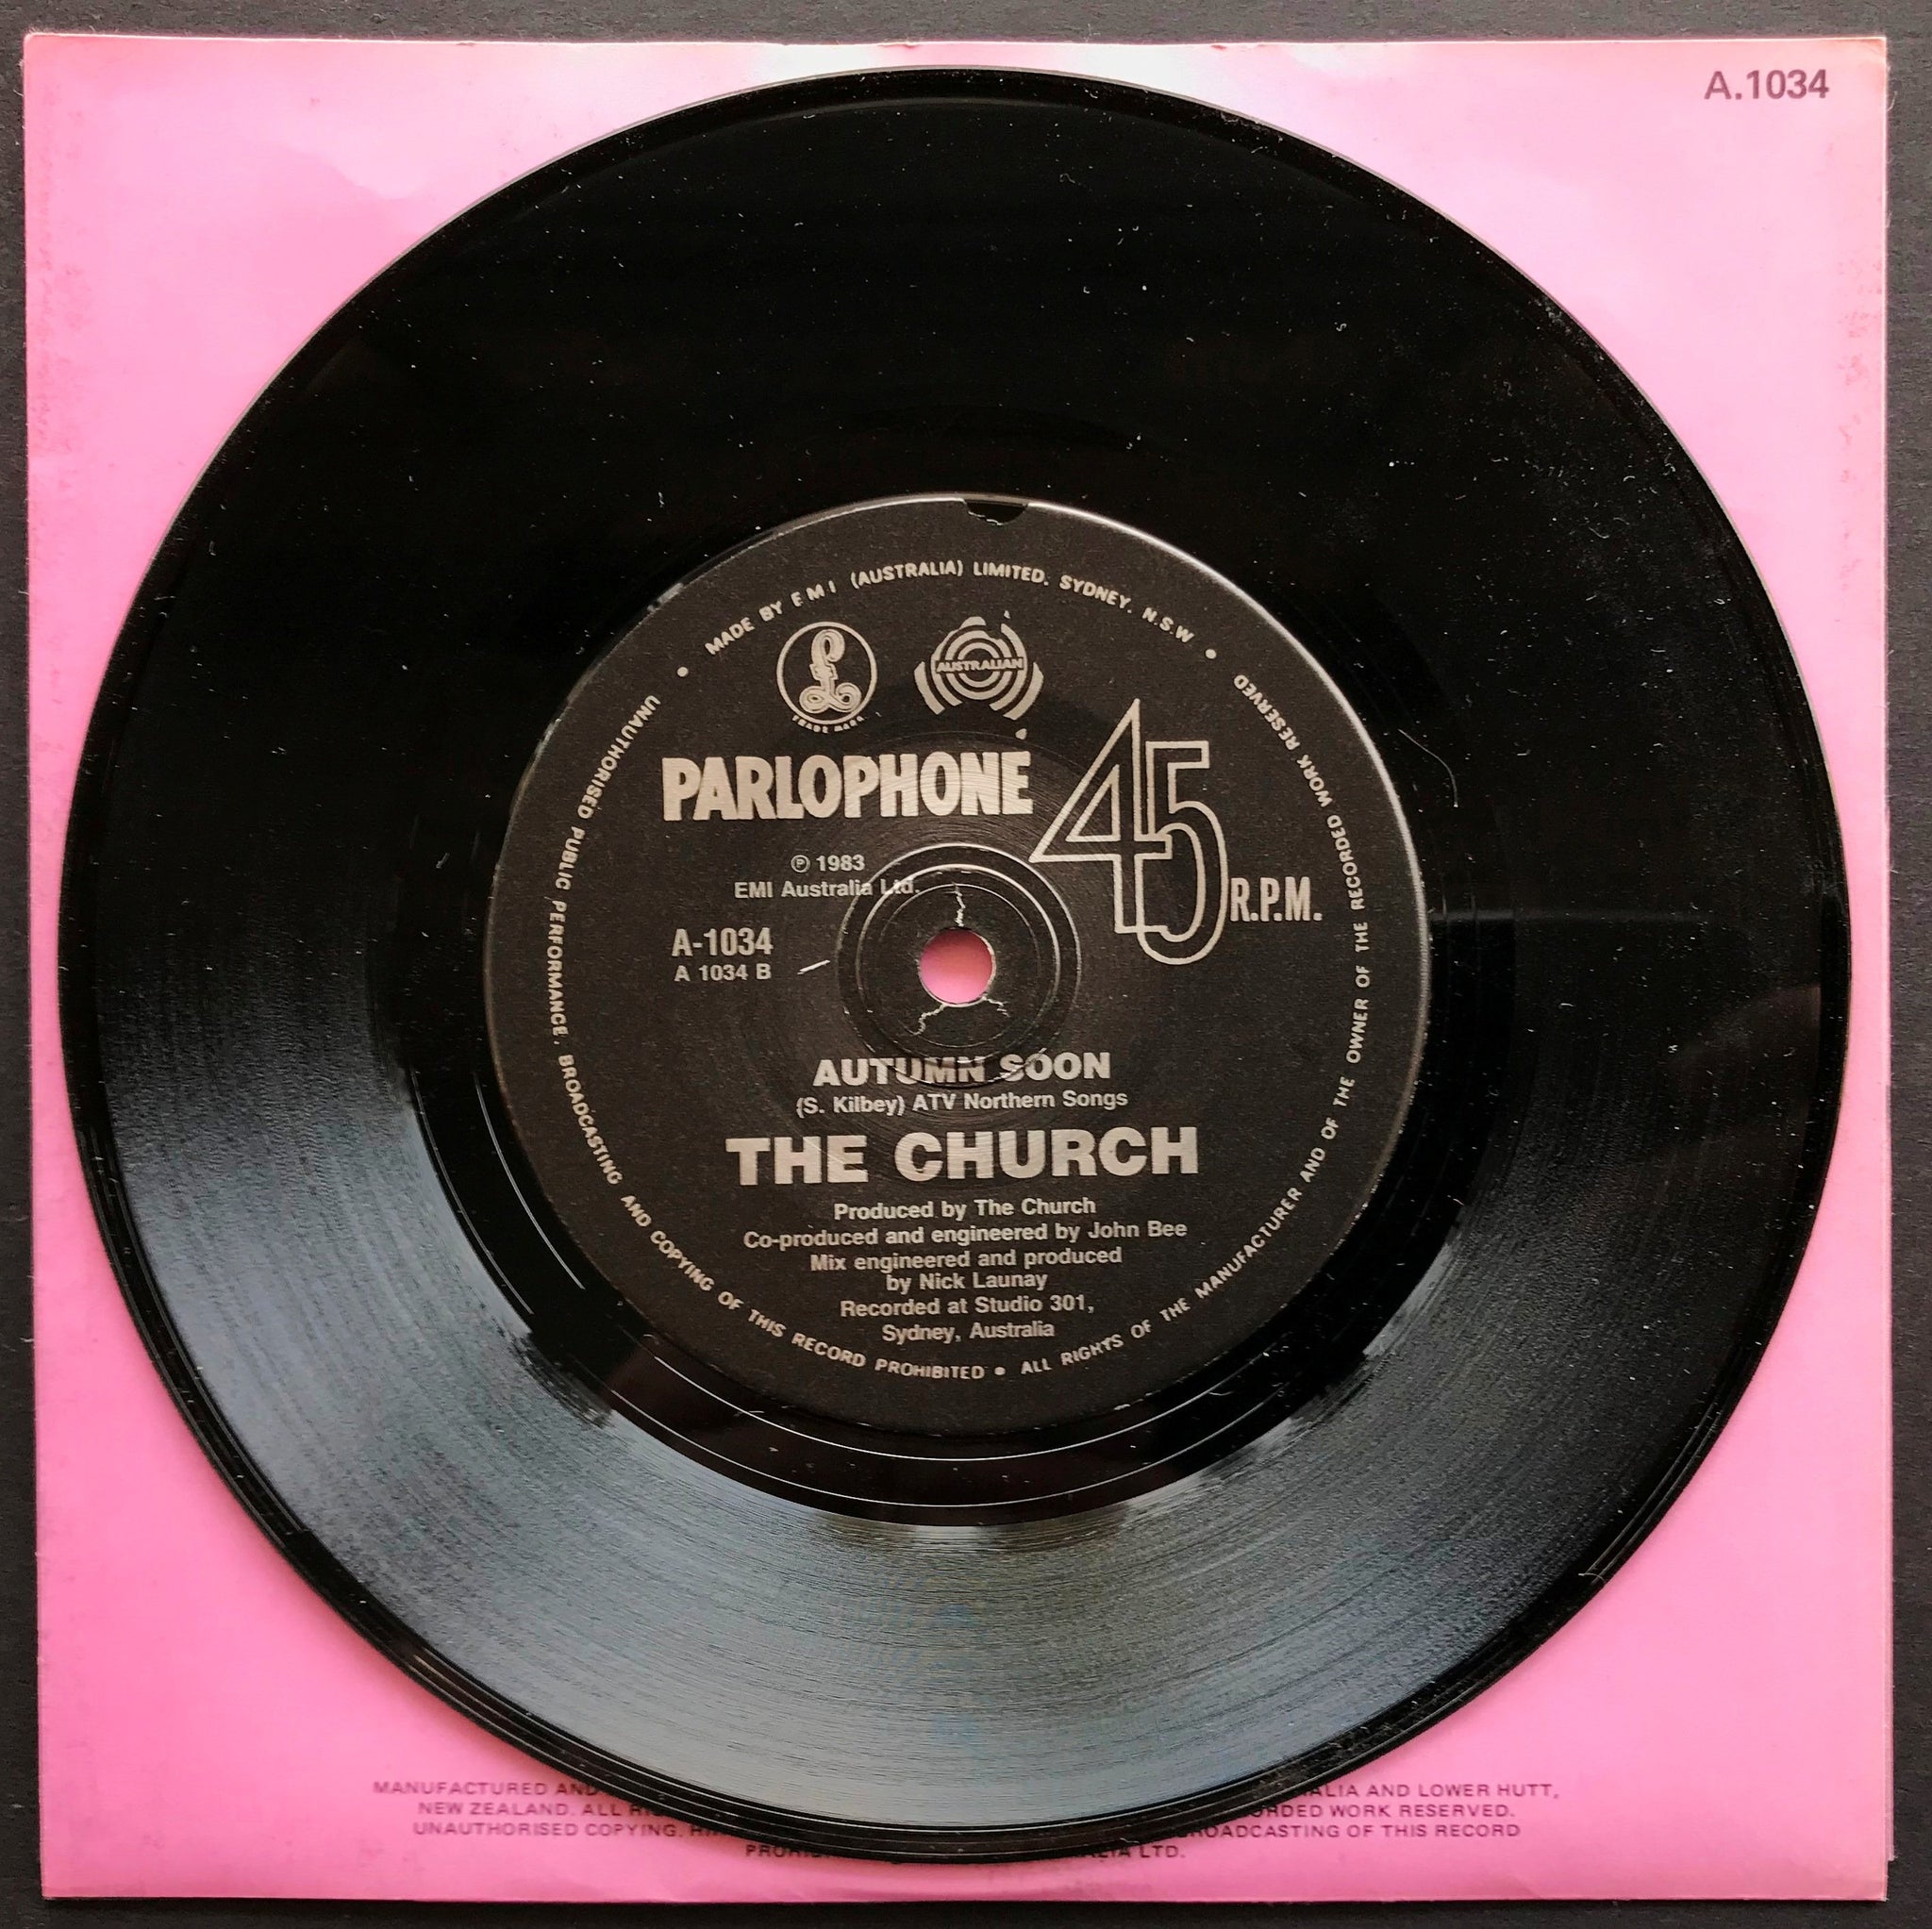 A.1034
MADE BY E M I (AUSTRALIA) LIMITED. SYDNEY. N.S.W •
UNAUTHORISED PUBLIC PERFORMANCE. BROADCASTING AND COPYING OF THIS RECORD PROHIBITED • ALL RIGHTS OF THE MANUFACTURER AND OF THE OWNER OF THE RECORDED WORK RESERVED
£
TRADE MARK
AUSTRALIAN
PARLOPHONE
45 R.P.M.
℗ 1983
EMI Australia Ltd.
A-1034
A 1034 B
AUTUMN SOON
(S. Kilbey) ATV Northern Songs
THE CHURCH
Produced by The Church
Co-produced and engineered by John Bee
Mix engineered and produced
by Nick Launay
Recorded at Studio 301,
Sydney, Australia
MANUFACTURED AND AND LOWER HUTT,
NEW ZEALAND. ALL WORK RESERVED.
UNAUTHORISED COPYING. OF THIS RECORD
LTD.